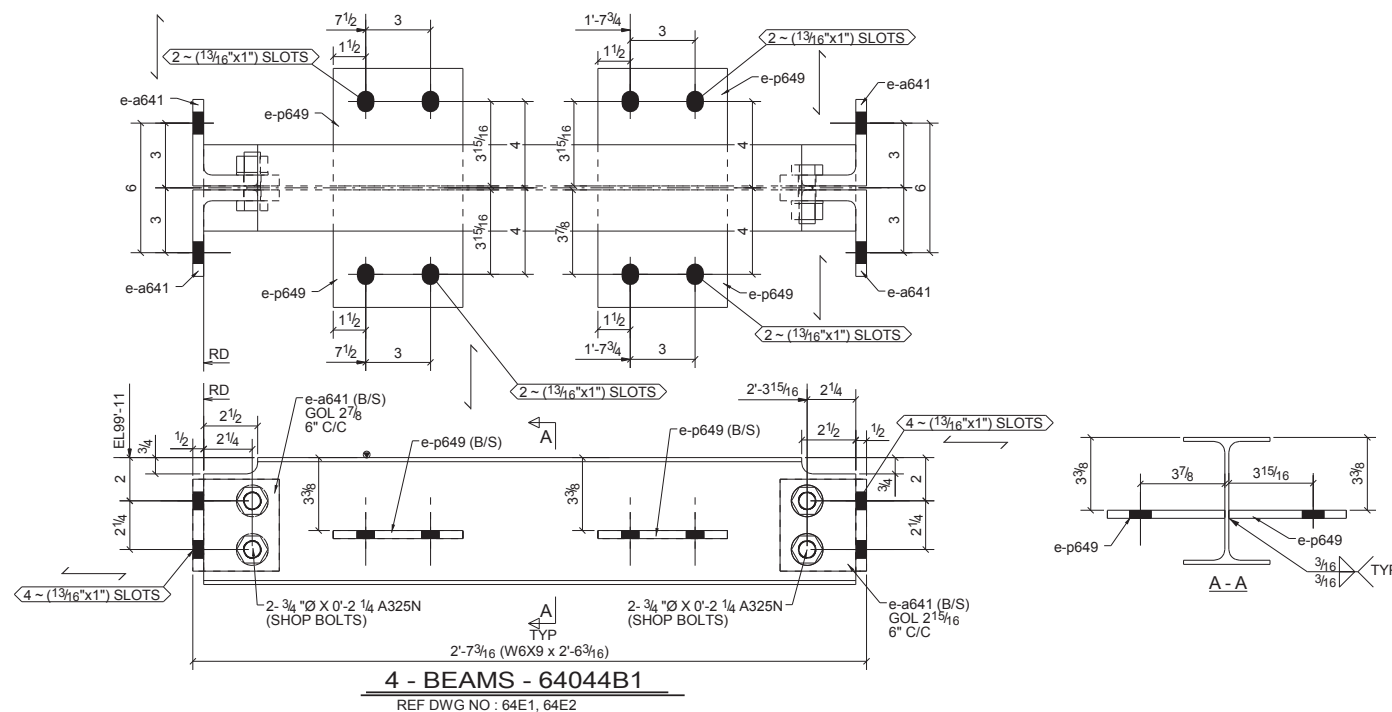 7 1/2
3
1'-7 3/4
3
2 ~ (13/16"x1") SLOTS
1 1/2
1 1/2
2 ~ (13/16"x1") SLOTS
e-a641
e-p649
e-p649
e-a641
3
6
3
3 15/16
4
3 15/16
4
3 15/16
4
3 7/8
4
3
6
3
e-a641
e-p649
e-p649
e-a641
1 1/2
7 1/2
3
1 1/2
1'-7 3/4
3
2 ~ (13/16"x1") SLOTS
2 ~ (13/16"x1") SLOTS
RD
RD
EL99'-11
2 1/2
1/2
2 1/4
3/4
2
2 1/4
e-a641 (B/S)
GOL 2 7/8
6" C/C
A
e-p649 (B/S)
e-p649 (B/S)
3 3/8
3 3/8
2'-3 15/16
2 1/4
2 1/2
1/2
3/4
2
2 1/4
4 ~ (13/16"x1") SLOTS
4 ~ (13/16"x1") SLOTS
2- 3/4 "Ø X 0'-2 1/4 A325N
(SHOP BOLTS)
2- 3/4 "Ø X 0'-2 1/4 A325N
(SHOP BOLTS)
A
TYP
e-a641 (B/S)
GOL 2 15/16
6" C/C
2'-7 3/16 (W6X9 x 2'-6 3/16)
3 3/8
3 7/8
3 15/16
3 3/8
e-p649
e-p649
3/16
3/16
TYP
A - A
4 - BEAMS - 64044B1
REF DWG NO : 64E1, 64E2